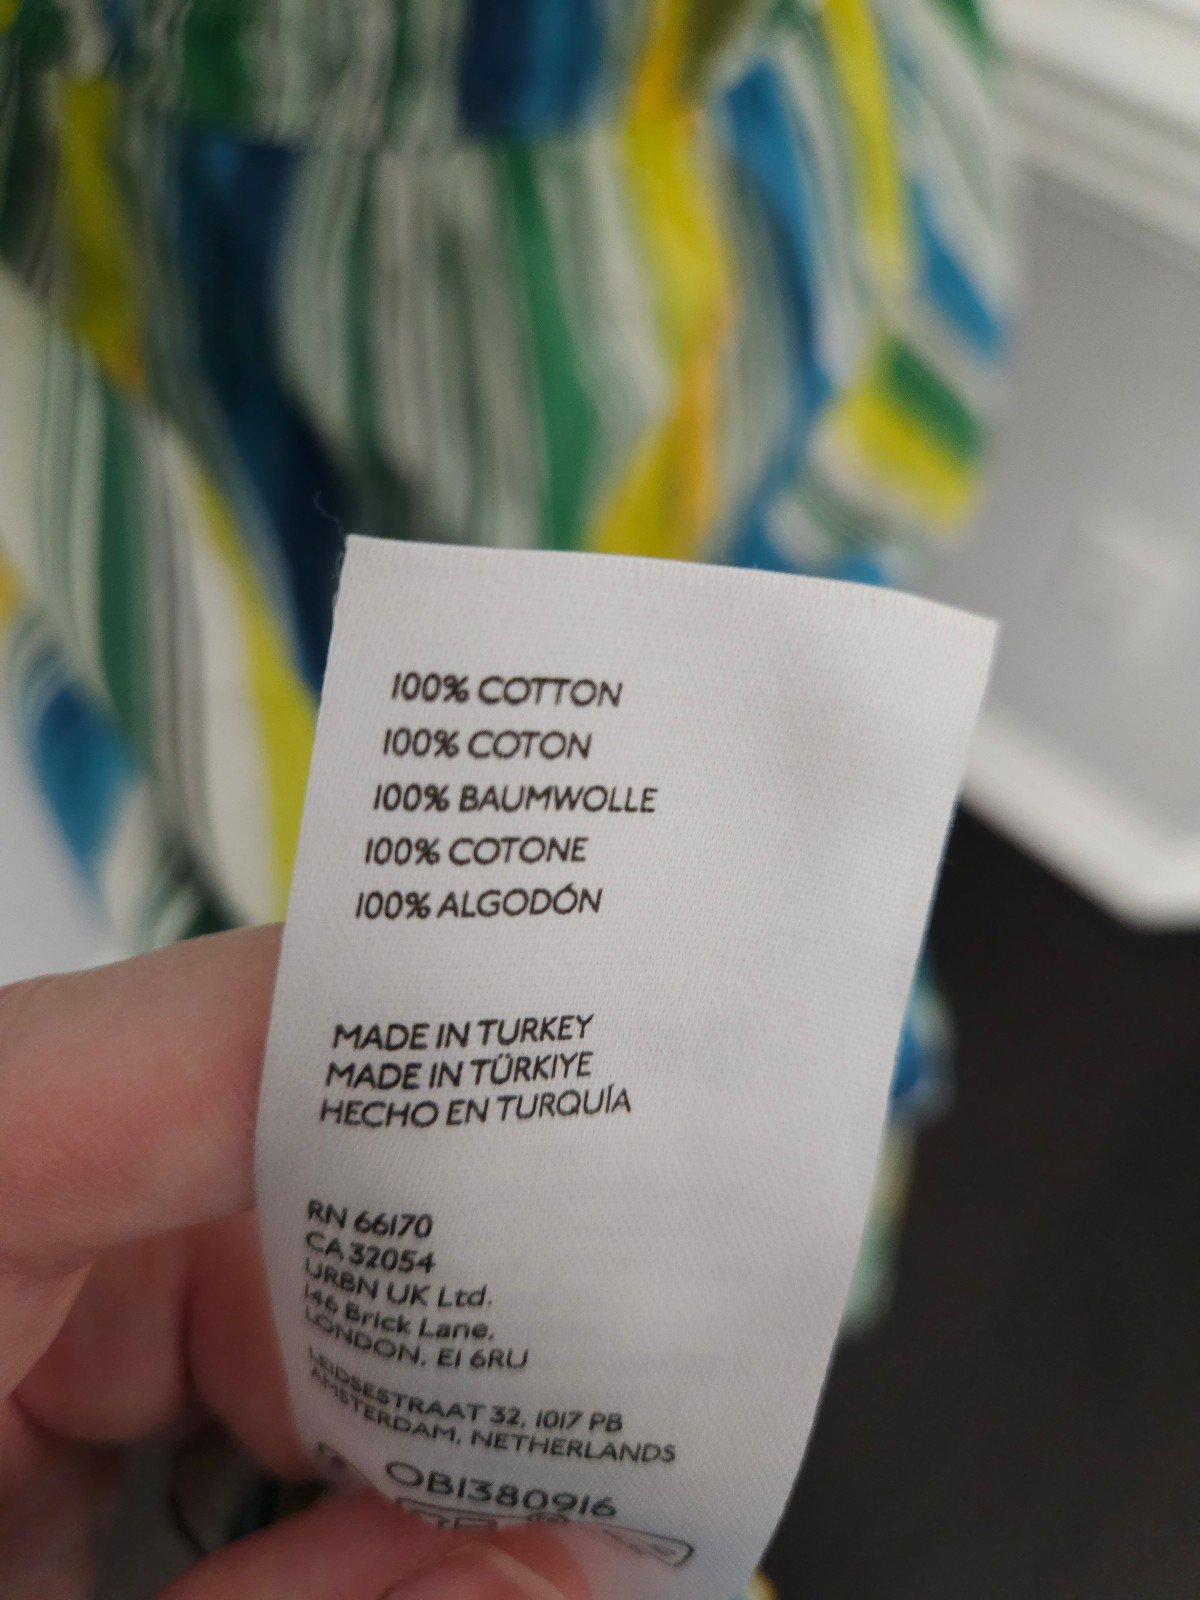 100% COTTON
100% COTON
100% BAUMWOLLE
100% COTONE
100% ALGODÓN
MADE IN TURKEY
MADE IN TÜRKIYE
HECHO EN TURQUÍA
RN 66170
CA 32054
URBN UK Ltd.
146 Brick Lane,
LONDON, E1 6RU
LEIDSESTRAAT 32, 1017 PB
AMSTERDAM, NETHERLANDS
OB1380916